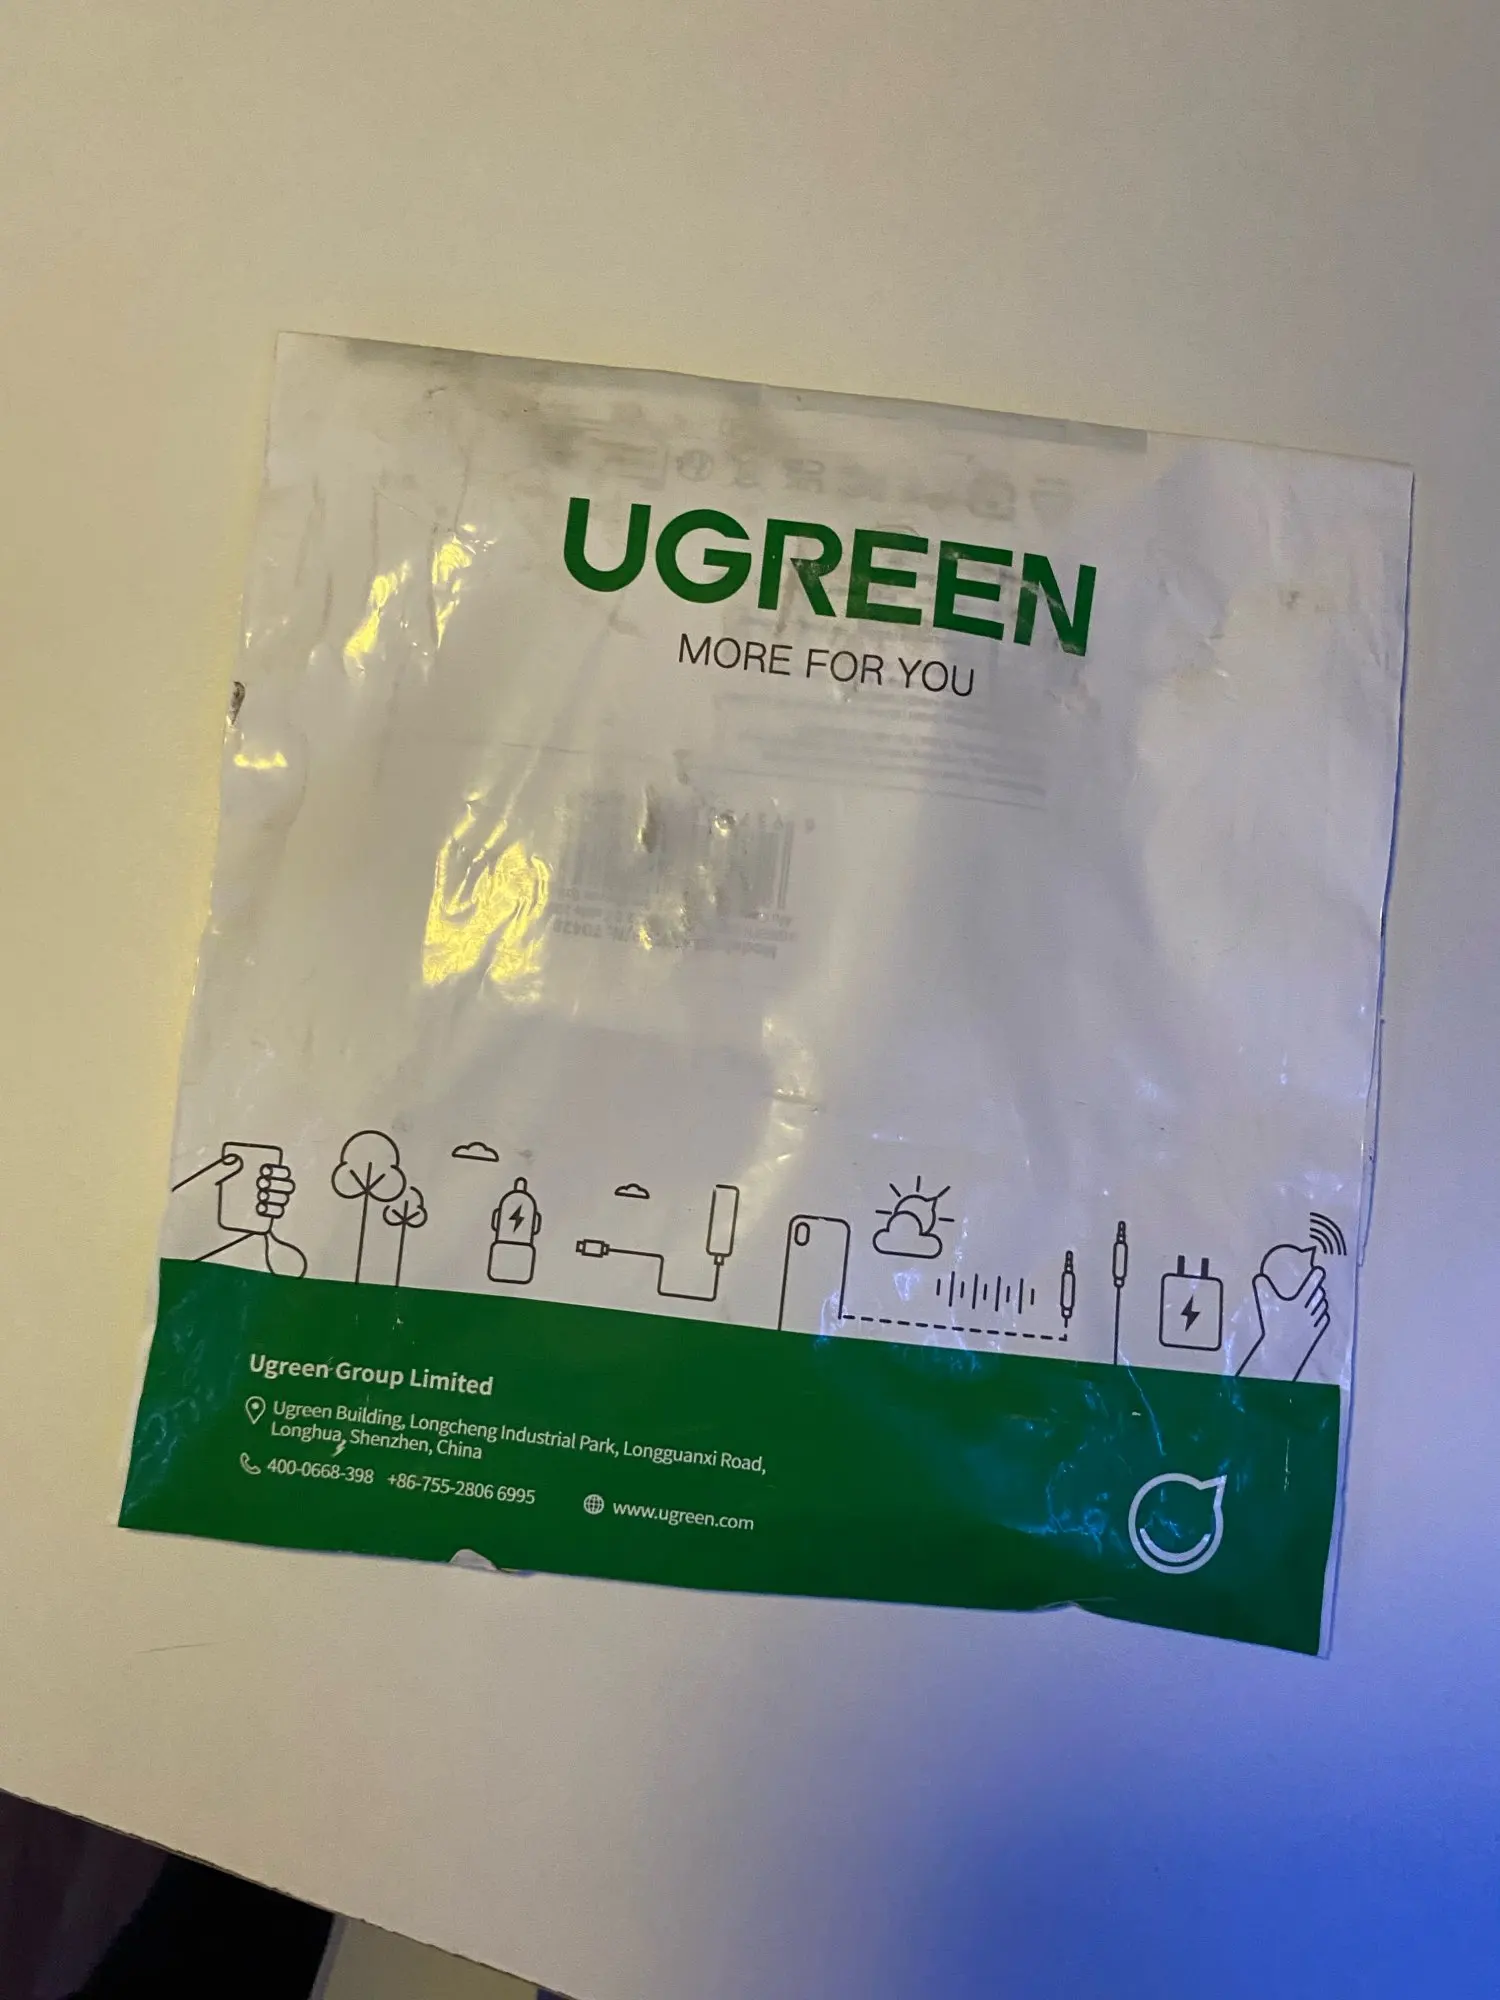 UGREEN
MORE FOR YOU
Ugreen Group Limited
Ugreen Building, Longcheng Industrial Park, Longguanxi Road,
Longhua, Shenzhen, China
400-0668-398 +86-755-2806 6995
www.ugreen.com